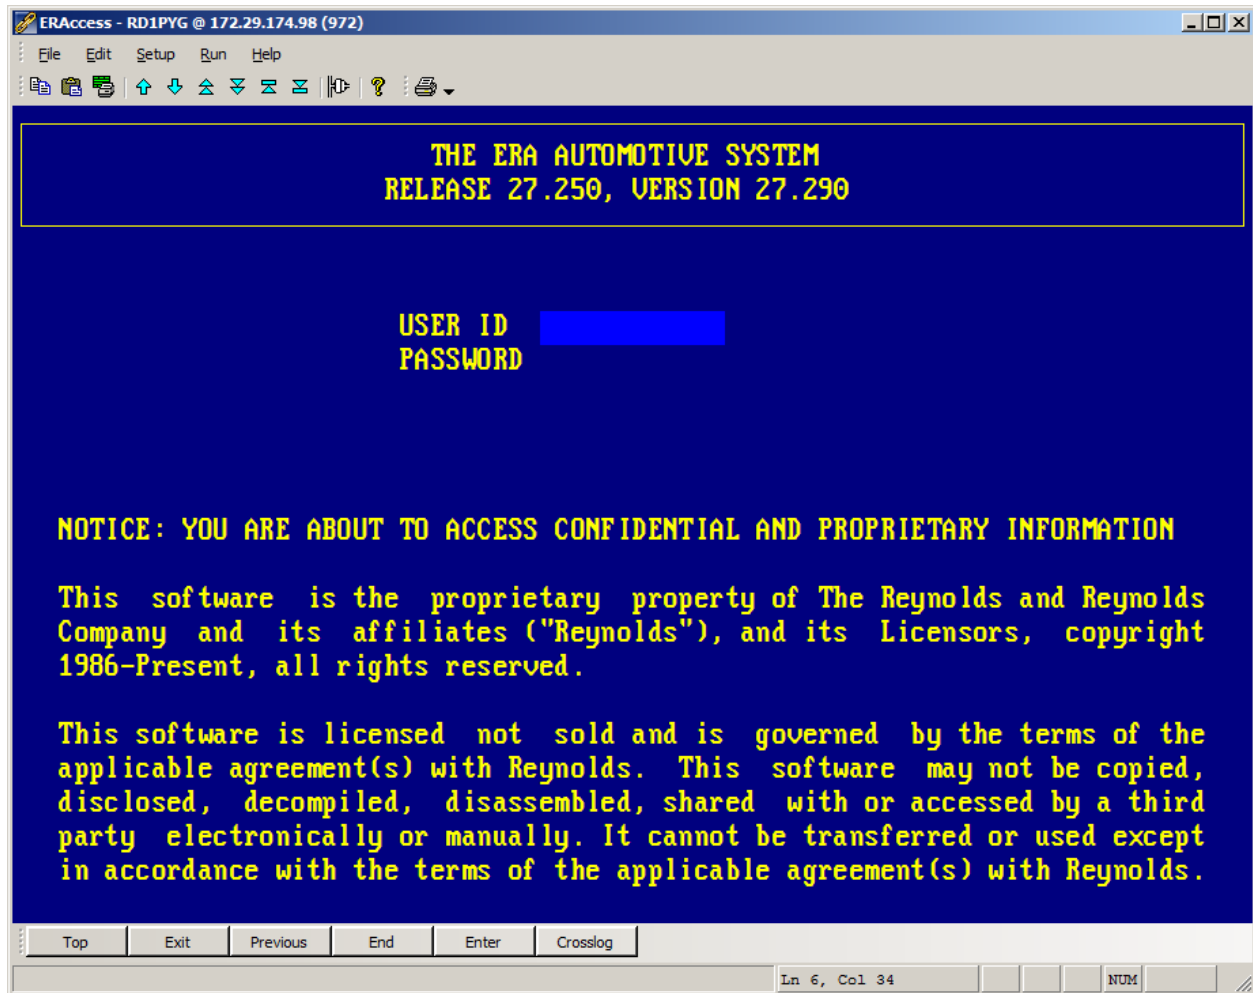 ERAccess - RD1PYG @ 172.29.174.98 (972)
File Edit Setup Run Help
THE ERA AUTOMOTIVE SYSTEM
RELEASE 27.250, VERSION 27.290
USER ID
PASSWORD
NOTICE: YOU ARE ABOUT TO ACCESS CONFIDENTIAL AND PROPRIETARY INFORMATION
This software is the proprietary property of The Reynolds and Reynolds
Company and its affiliates ("Reynolds"), and its Licensors, copyright
1986-Present, all rights reserved.
This software is licensed not sold and is governed by the terms of the
applicable agreement(s) with Reynolds. This software may not be copied,
disclosed, decompiled, disassembled, shared with or accessed by a third
party electronically or manually. It cannot be transferred or used except
in accordance with the terms of the applicable agreement(s) with Reynolds.
Top Exit Previous End Enter Crosslog
Ln 6, Col 34 NUM